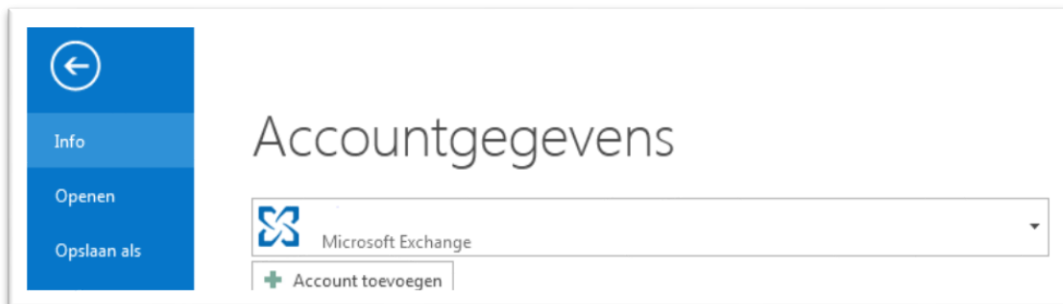 Accountgegevens
Info
Openen
Opslaan als
Microsoft Exchange
Account toevoegen